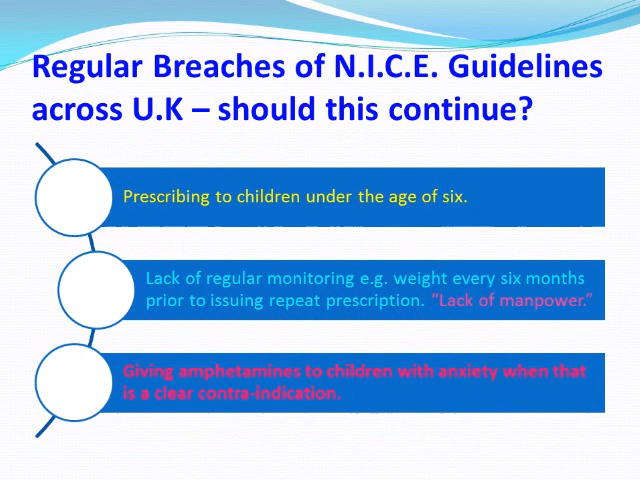 Regular Breaches of N.I.C.E. Guidelines
across U.K – should this continue?
Prescribing to children under the age of six.
Lack of regular monitoring e.g. weight every six months
prior to issuing repeat prescription. “Lack of manpower.”
Giving amphetamines to children with anxiety when that
is a clear contra-indication.